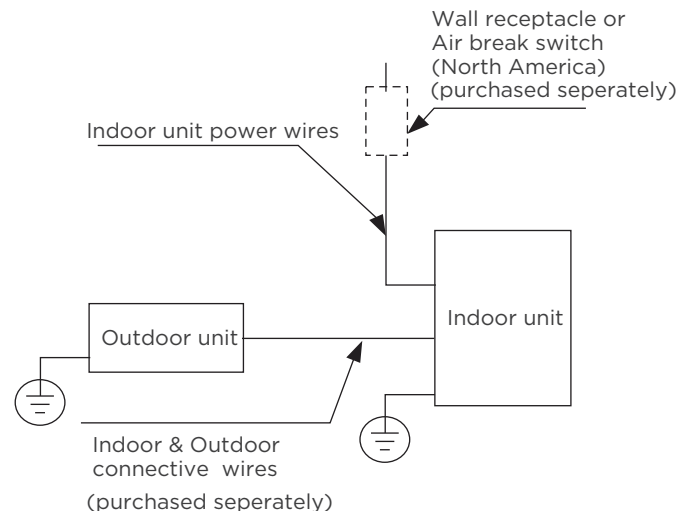 Wall receptacle or
Air break switch
(North America)
(purchased seperately)
Indoor unit power wires
Indoor unit
Outdoor unit
Indoor & Outdoor
connective wires
(purchased seperately)